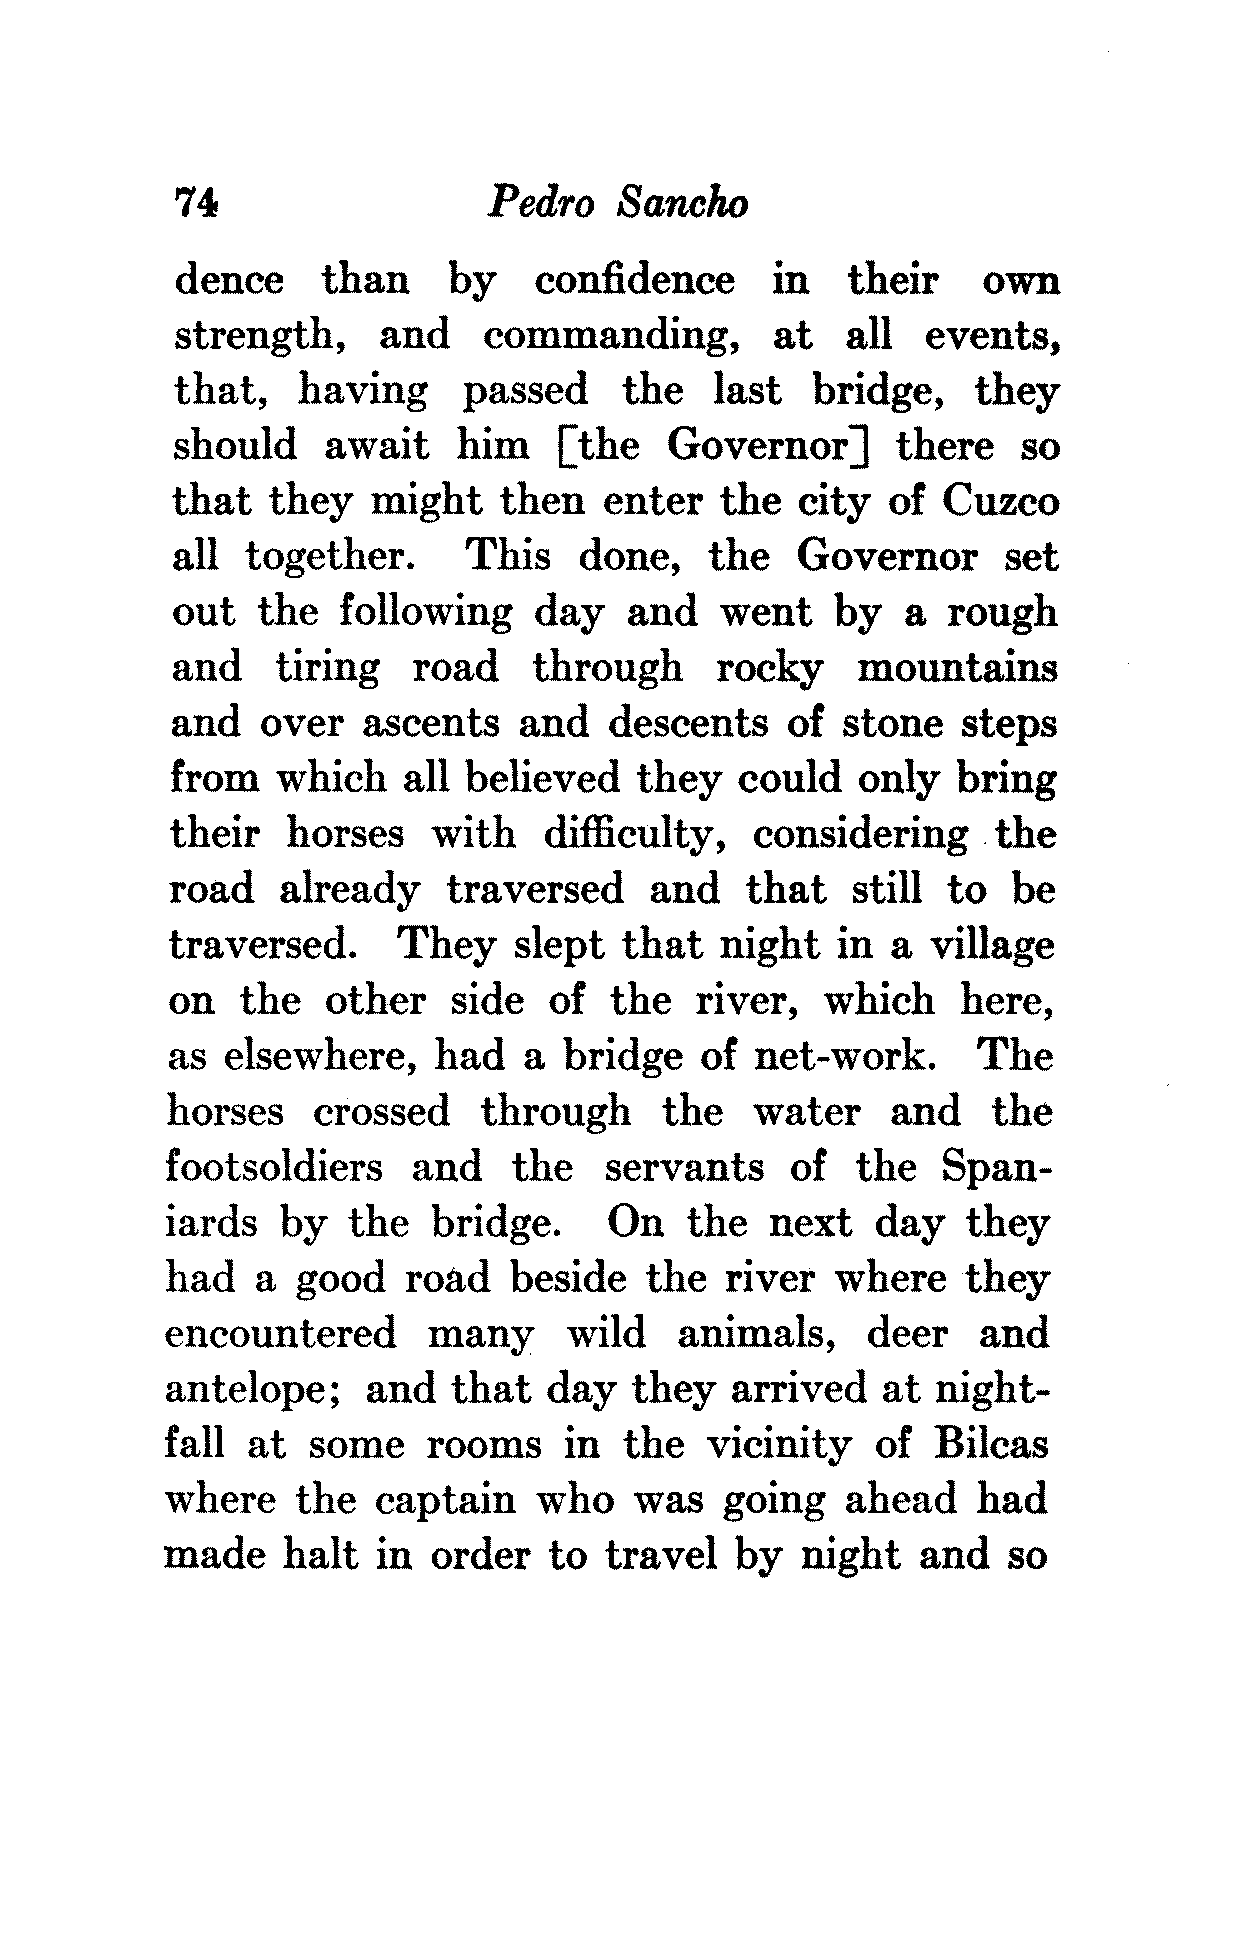 74 Pedro Sancho
dence than by confidence in their own
strength, and commanding, at all events,
that, having passed the last bridge, they
should await him [the Governor] there so
that they might then enter the city of Cuzco
all together. This done, the Governor set
out the following day and went by a rough
and tiring road through rocky mountains
and over ascents and descents of stone steps
from which all believed they could only bring
their horses with difficulty, considering the
road already traversed and that still to be
traversed. They slept that night in a village
on the other side of the river, which here,
as elsewhere, had a bridge of net-work. The
horses crossed through the water and the
footsoldiers and the servants of the Span-
iards by the bridge. On the next day they
had a good road beside the river where they
encountered many wild animals, deer and
antelope; and that day they arrived at night-
fall at some rooms in the vicinity of Bilcas
where the captain who was going ahead had
made halt in order to travel by night and so